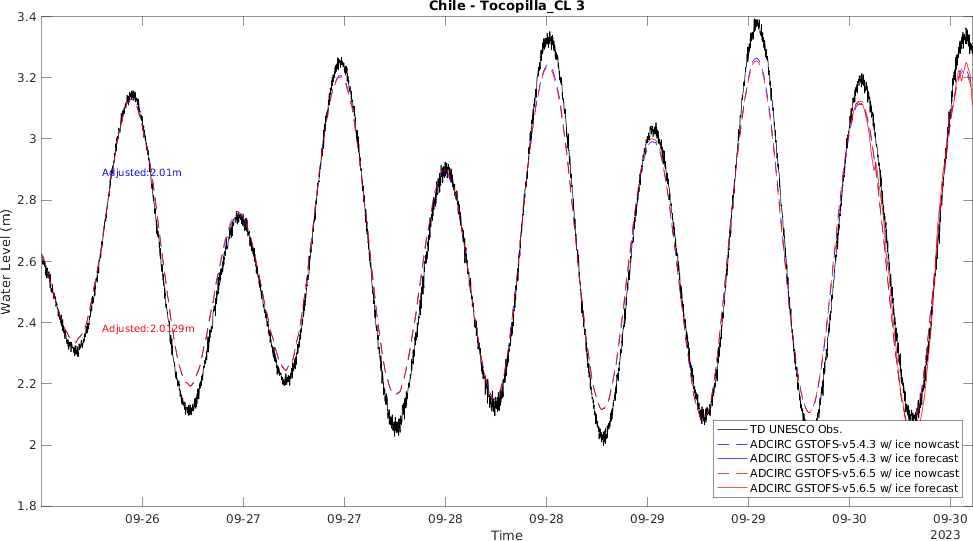 Chile - Tocopilla_CL 3
3.4
3.2
3
2.8
2.6
2.4
2.2
2
1.8
Water Level (m)
Adjusted:2.01m
Adjusted:2.0129m
TD UNESCO Obs.
ADCIRC GSTOFS-v5.4.3 w/ ice nowcast
ADCIRC GSTOFS-v5.4.3 w/ ice forecast
ADCIRC GSTOFS-v5.6.5 w/ ice nowcast
ADCIRC GSTOFS-v5.6.5 w/ ice forecast
09-26 09-27 09-27 09-28 09-28 09-29 09-29 09-30 09-30
2023
Time